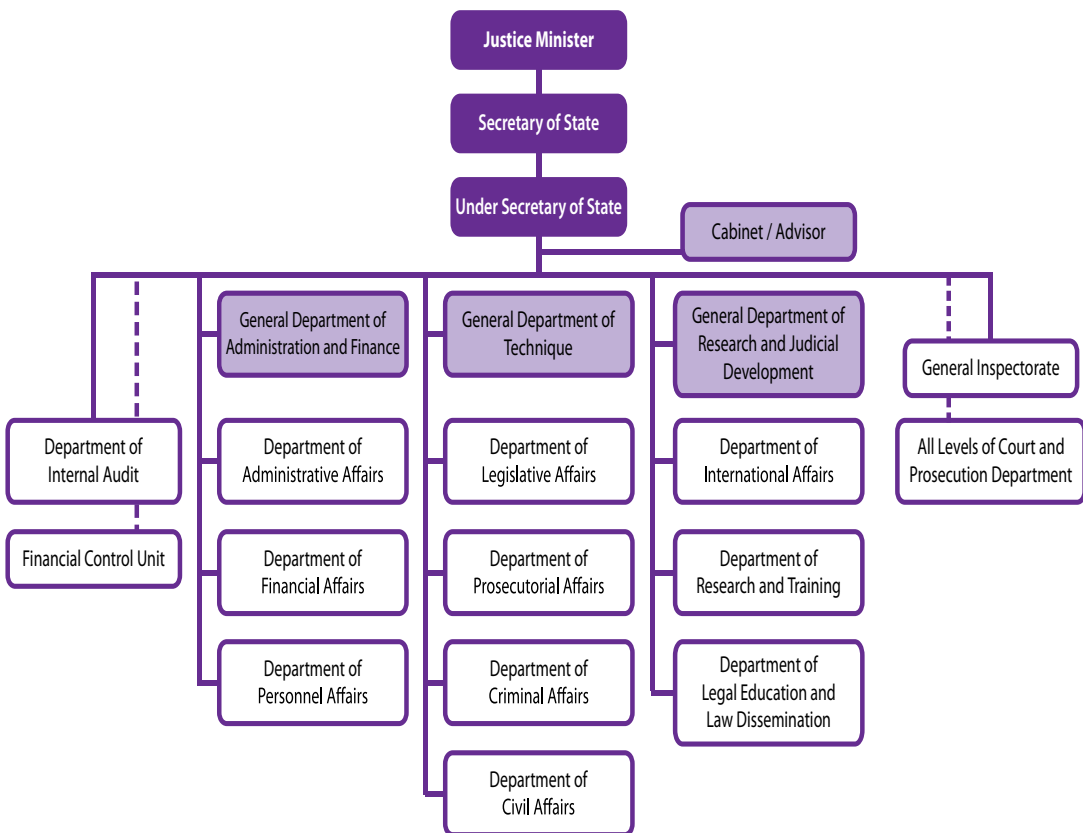 Justice Minister
Secretary of State
Under Secretary of State
Cabinet / Advisor
General Department of
Administration and Finance
General Department of
Technique
General Department of
Research and Judicial
Development
General Inspectorate
Department of
Internal Audit
Department of
Administrative Affairs
Department of
Legislative Affairs
Department of
International Affairs
All Levels of Court and
Prosecution Department
Financial Control Unit
Department of
Financial Affairs
Department of
Prosecutorial Affairs
Department of
Research and Training
Department of
Personnel Affairs
Department of
Criminal Affairs
Department of
Legal Education and
Law Dissemination
Department of
Civil Affairs